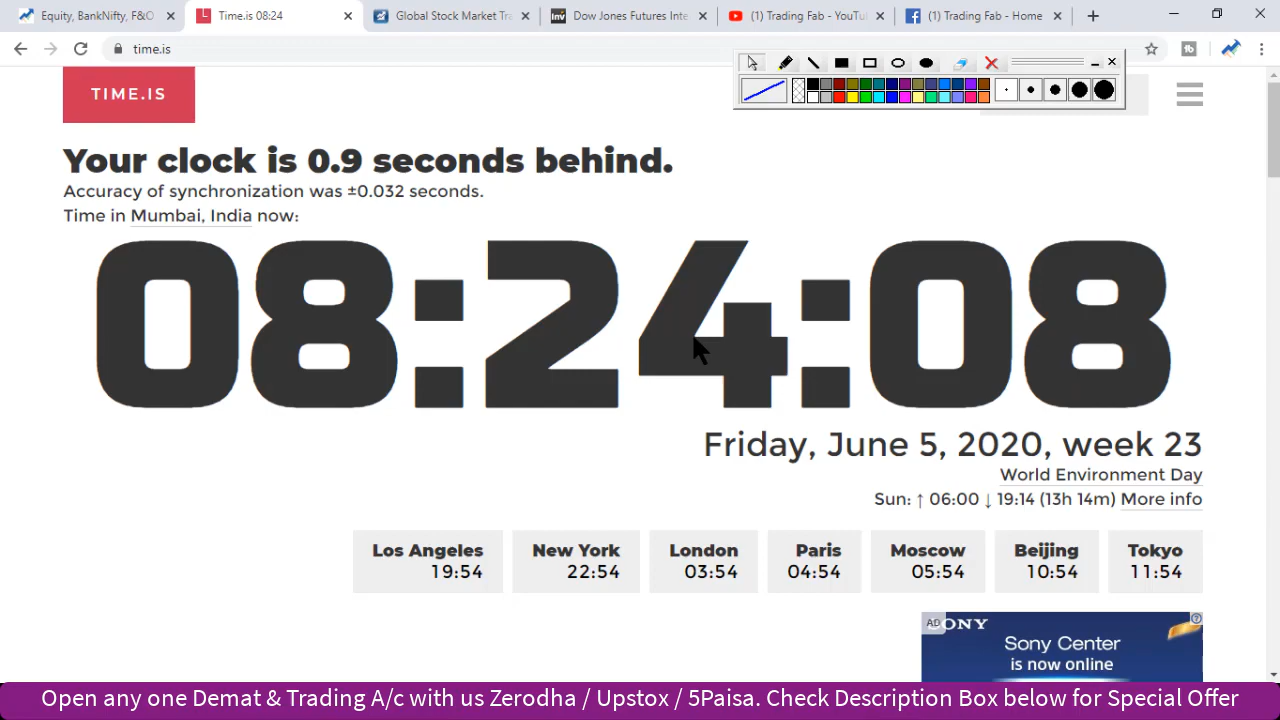 Equity, BankNifty, F&O
Time.is 08:24
Global Stock Market Tra
Dow Jones Futures Inte
(1) Trading Fab - YouTu
(1) Trading Fab - Home
time.is
TIME.IS
Your clock is 0.9 seconds behind.
Accuracy of synchronization was ±0.032 seconds.
Time in Mumbai, India now:
08:24:08
Friday, June 5, 2020, week 23
World Environment Day
Sun: ↑ 06:00 ↓ 19:14 (13h 14m) More info
Los Angeles
19:54
New York
22:54
London
03:54
Paris
04:54
Moscow
05:54
Beijing
10:54
Tokyo
11:54
AD
SONY
Sony Center
is now online
Open any one Demat & Trading A/c with us Zerodha / Upstox / 5Paisa. Check Description Box below for Special Offer